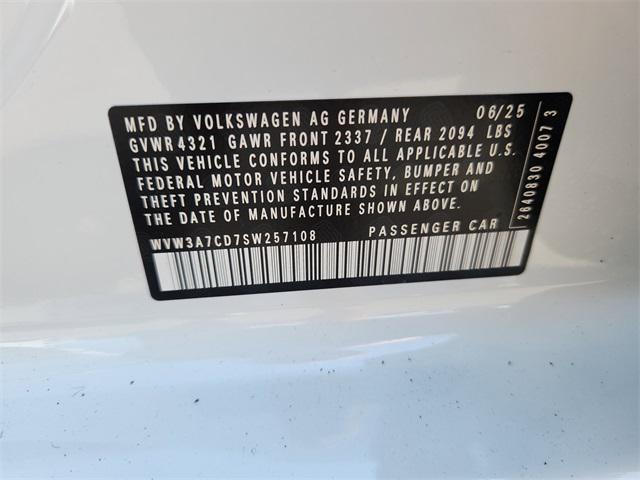 MFD BY VOLKSWAGEN AG GERMANY 06/25
GVWR 4321 GAWR FRONT 2337 / REAR 2094 LBS
THIS VEHICLE CONFORMS TO ALL APPLICABLE U.S.
FEDERAL MOTOR VEHICLE SAFETY, BUMPER AND
THEFT PREVENTION STANDARDS IN EFFECT ON
THE DATE OF MANUFACTURE SHOWN ABOVE.
WVW3A7CD7SW257108 PASSENGER CAR
2640830 4007 3